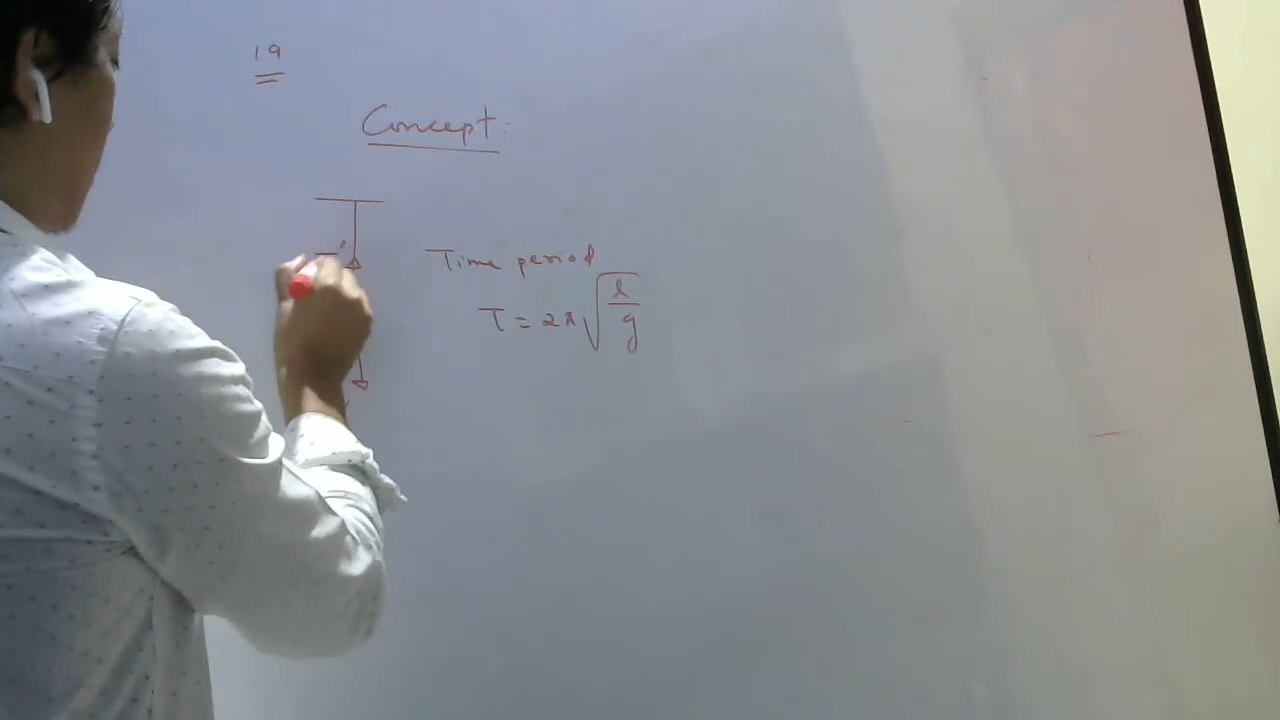 19
Concept:
Time period
T = 2π√(l/g)